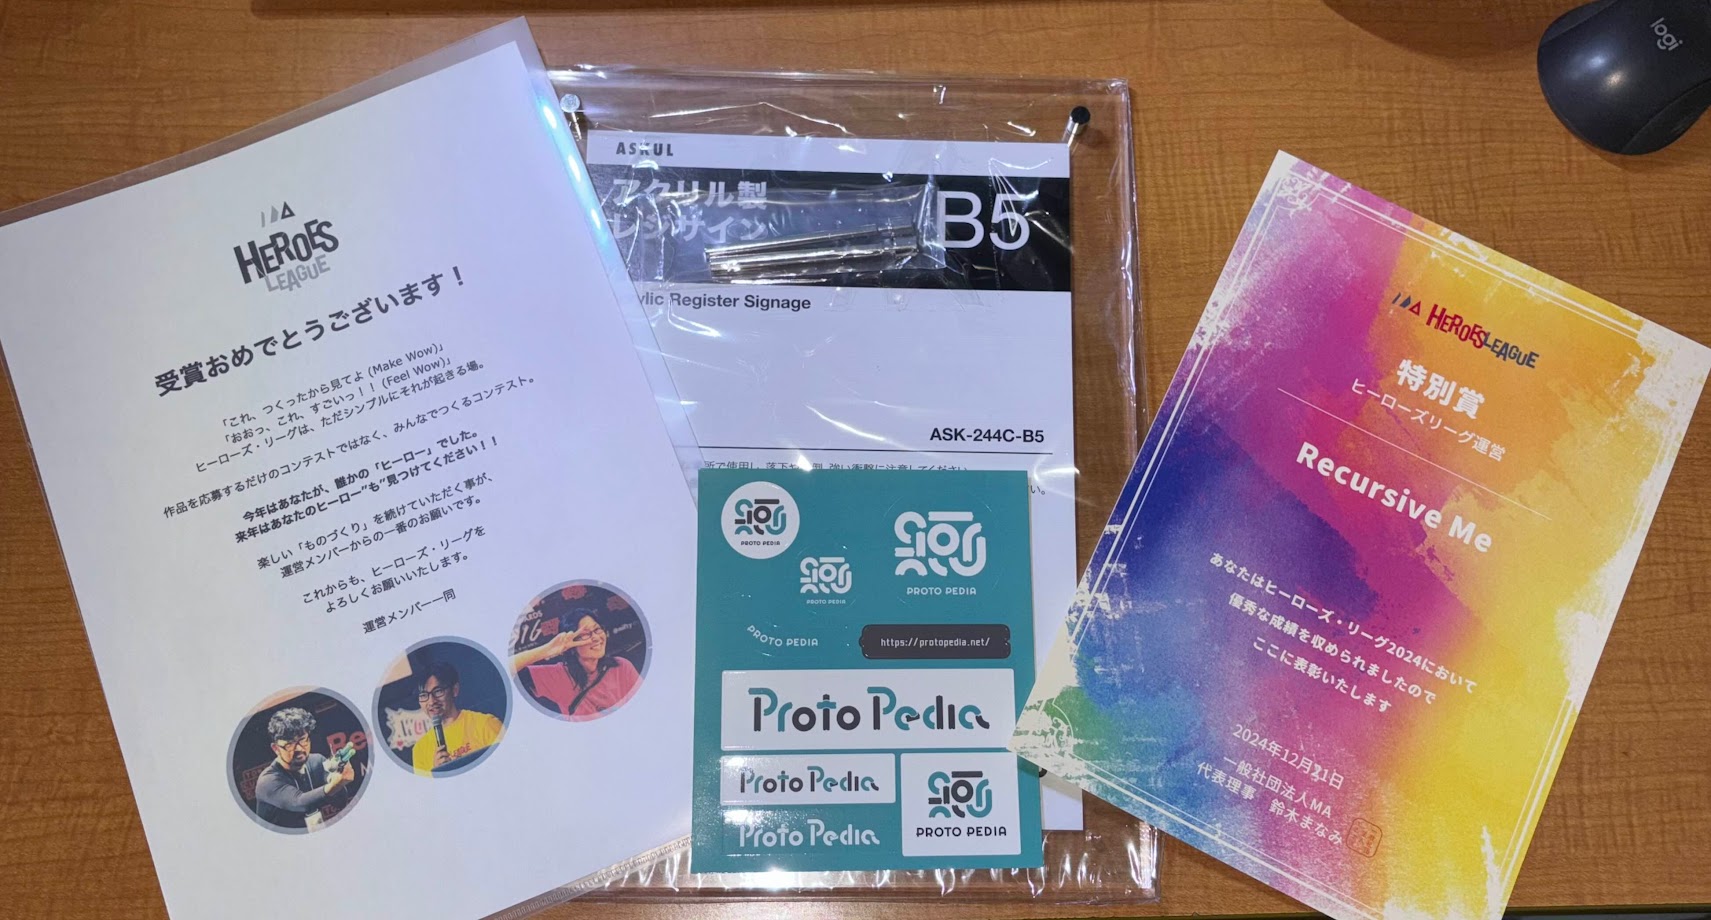 HEROES
LEAGUE
受賞おめでとうございます！
「これ、つくったから見てよ (Make Wow)」
「おおっ、これ、すごいっ！！ (Feel Wow)」
ヒーローズ・リーグは、ただシンプルにそれが起きる場。
作品を応募するだけのコンテストではなく、みんなでつくるコンテスト。
今年はあなたが、誰かの「ヒーロー」でした。
来年はあなたのヒーロー"も"見つけてください！！
楽しい「ものづくり」を続けていただく事が、
運営メンバーからの一番のお願いです。
これからも、ヒーローズ・リーグを
よろしくお願いいたします。
運営メンバー一同
ASKUL
アクリル製
レジサイン
B5
Register Signage
ASK-244C-B5
PROTO PEDIA
PROTO PEDIA
PROTO PEDIA
PROTO PEDIA
https://protopedia.net/
Proto Pedia
Proto Pedia
Proto Pedia
PROTO PEDIA
HEROES LEAGUE
特別賞
ヒーローズリーグ運営
Recursive Me
あなたはヒーローズ・リーグ2024において
優秀な成績を収められましたので
ここに表彰いたします
2024年12月21日
一般社団法人MA
代表理事 鈴木まなみ
logi